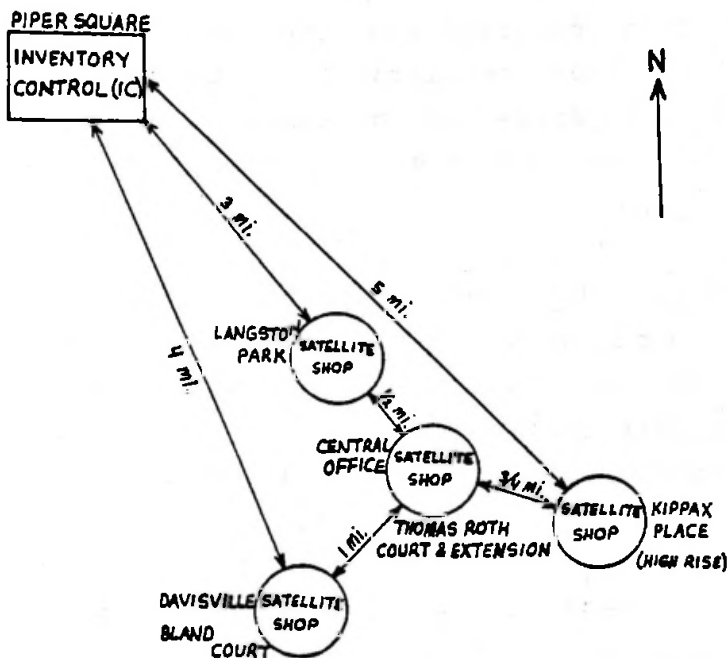 PIPER SQUARE
INVENTORY
CONTROL (IC)
N
3 mi.
5 mi.
4 mi.
LANGSTON
PARK
SATELLITE
SHOP
1/2 mi.
CENTRAL
OFFICE
SATELLITE
SHOP
3/4 mi.
SATELLITE
SHOP
KIPPAX
PLACE
(HIGH RISE)
THOMAS ROTH
COURT & EXTENSION
1 mi.
DAVISVILLE
BLAND
COURT
SATELLITE
SHOP